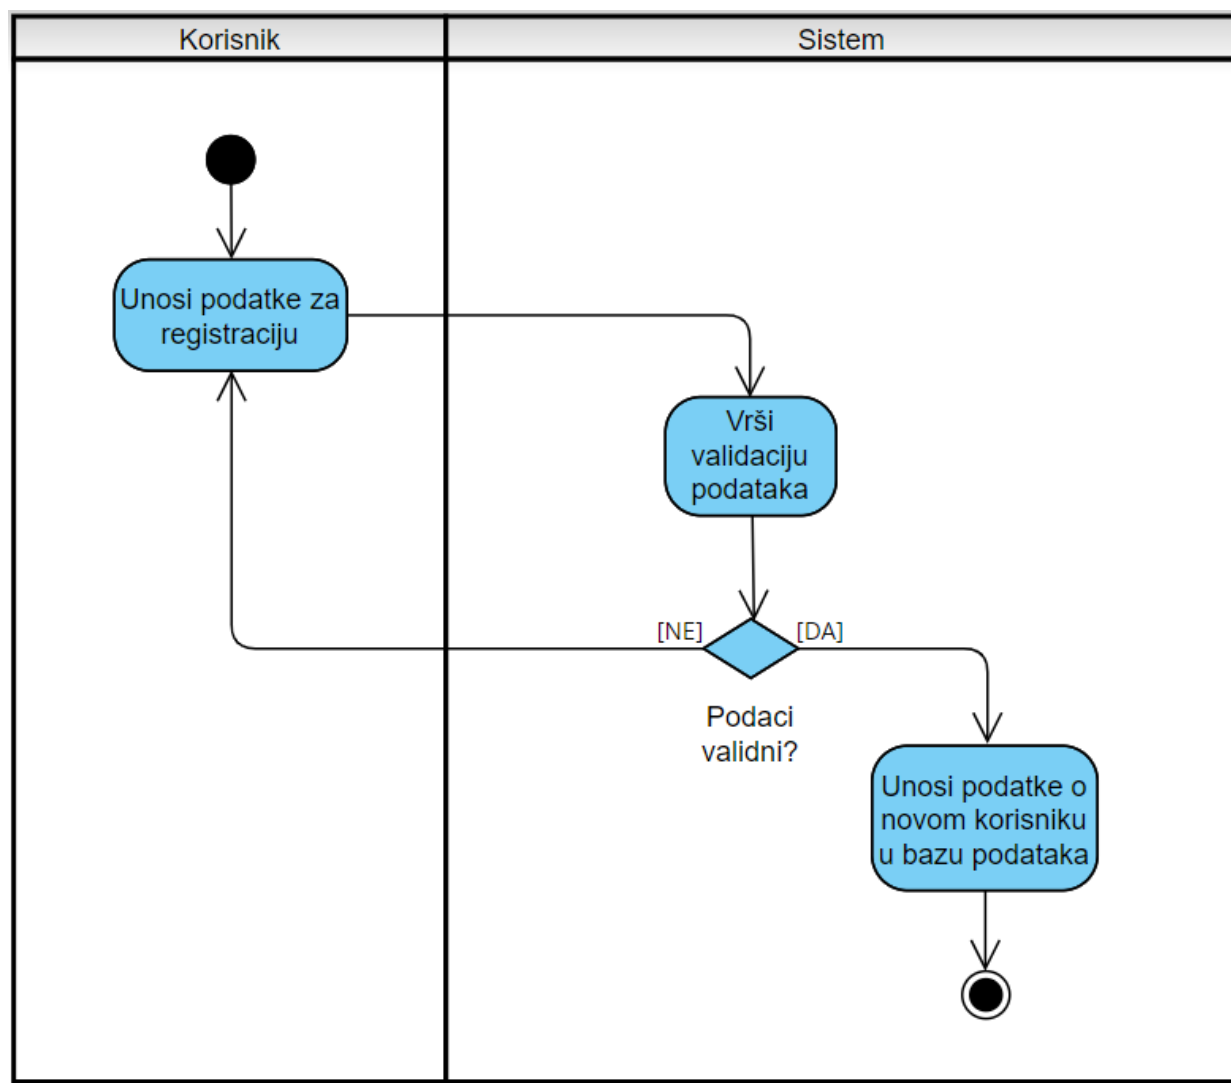 Korisnik
Sistem
Unosi podatke za
registraciju
Vrši
validaciju
podataka
[NE]
[DA]
Podaci
validni?
Unosi podatke o
novom korisniku
u bazu podataka